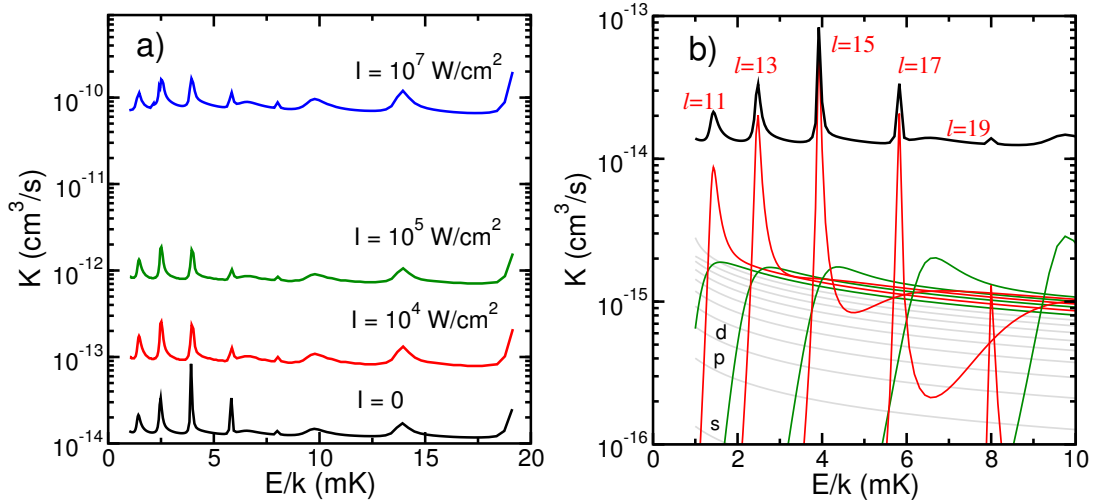 a)
I = 10⁷ W/cm²
I = 10⁵ W/cm²
I = 10⁴ W/cm²
I = 0
K (cm³/s)
10⁻¹⁰
10⁻¹¹
10⁻¹²
10⁻¹³
10⁻¹⁴
0 5 10 15 20
E/k (mK)
b)
l=11
l=13
l=15
l=17
l=19
d
p
s
K (cm³/s)
10⁻¹³
10⁻¹⁴
10⁻¹⁵
10⁻¹⁶
0 2 4 6 8 10
E/k (mK)